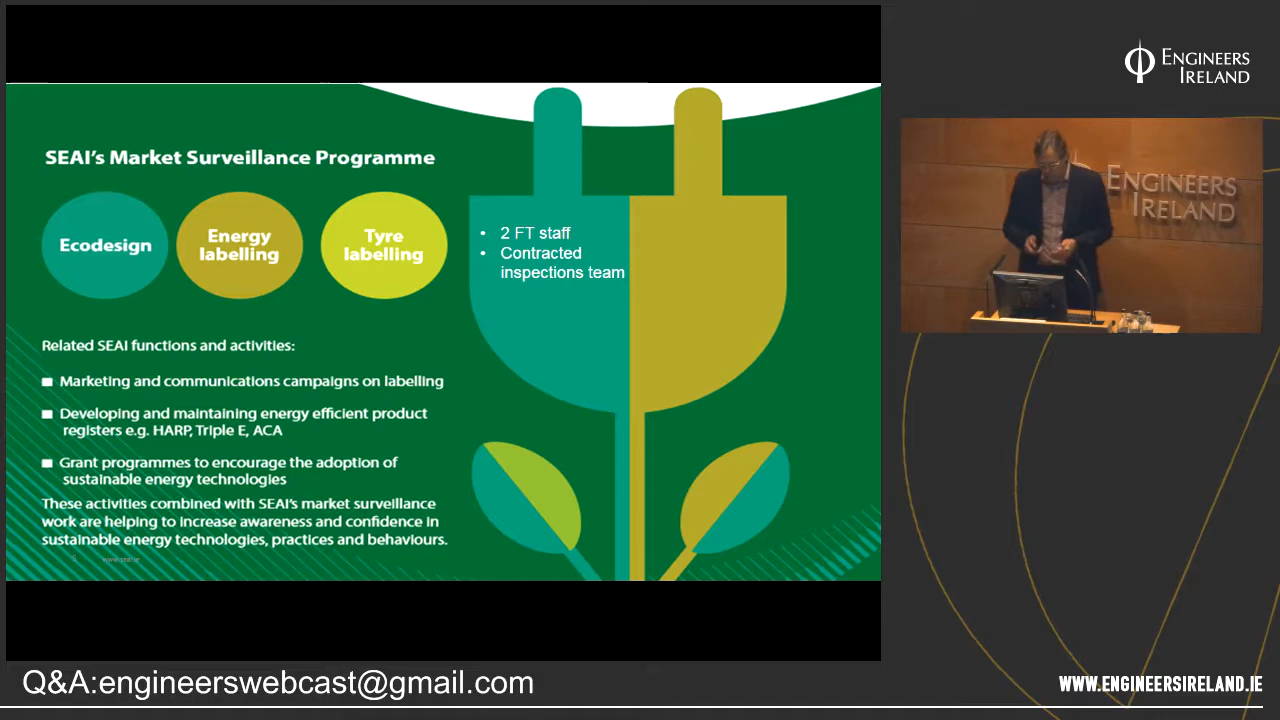 SEAI's Market Surveillance Programme
Ecodesign
Energy
labelling
Tyre
labelling
• 2 FT staff
• Contracted
inspections team
Related SEAI functions and activities:
Marketing and communications campaigns on labelling
Developing and maintaining energy efficient product
registers e.g. HARP, Triple E, ACA
Grant programmes to encourage the adoption of
sustainable energy technologies
These activities combined with SEAI's market surveillance
work are helping to increase awareness and confidence in
sustainable energy technologies, practices and behaviours.
5 www.seai.ie
ENGINEERS
IRELAND
ENGINEERS
IRELAND
Q&A:engineerswebcast@gmail.com
WWW.ENGINEERSIRELAND.IE